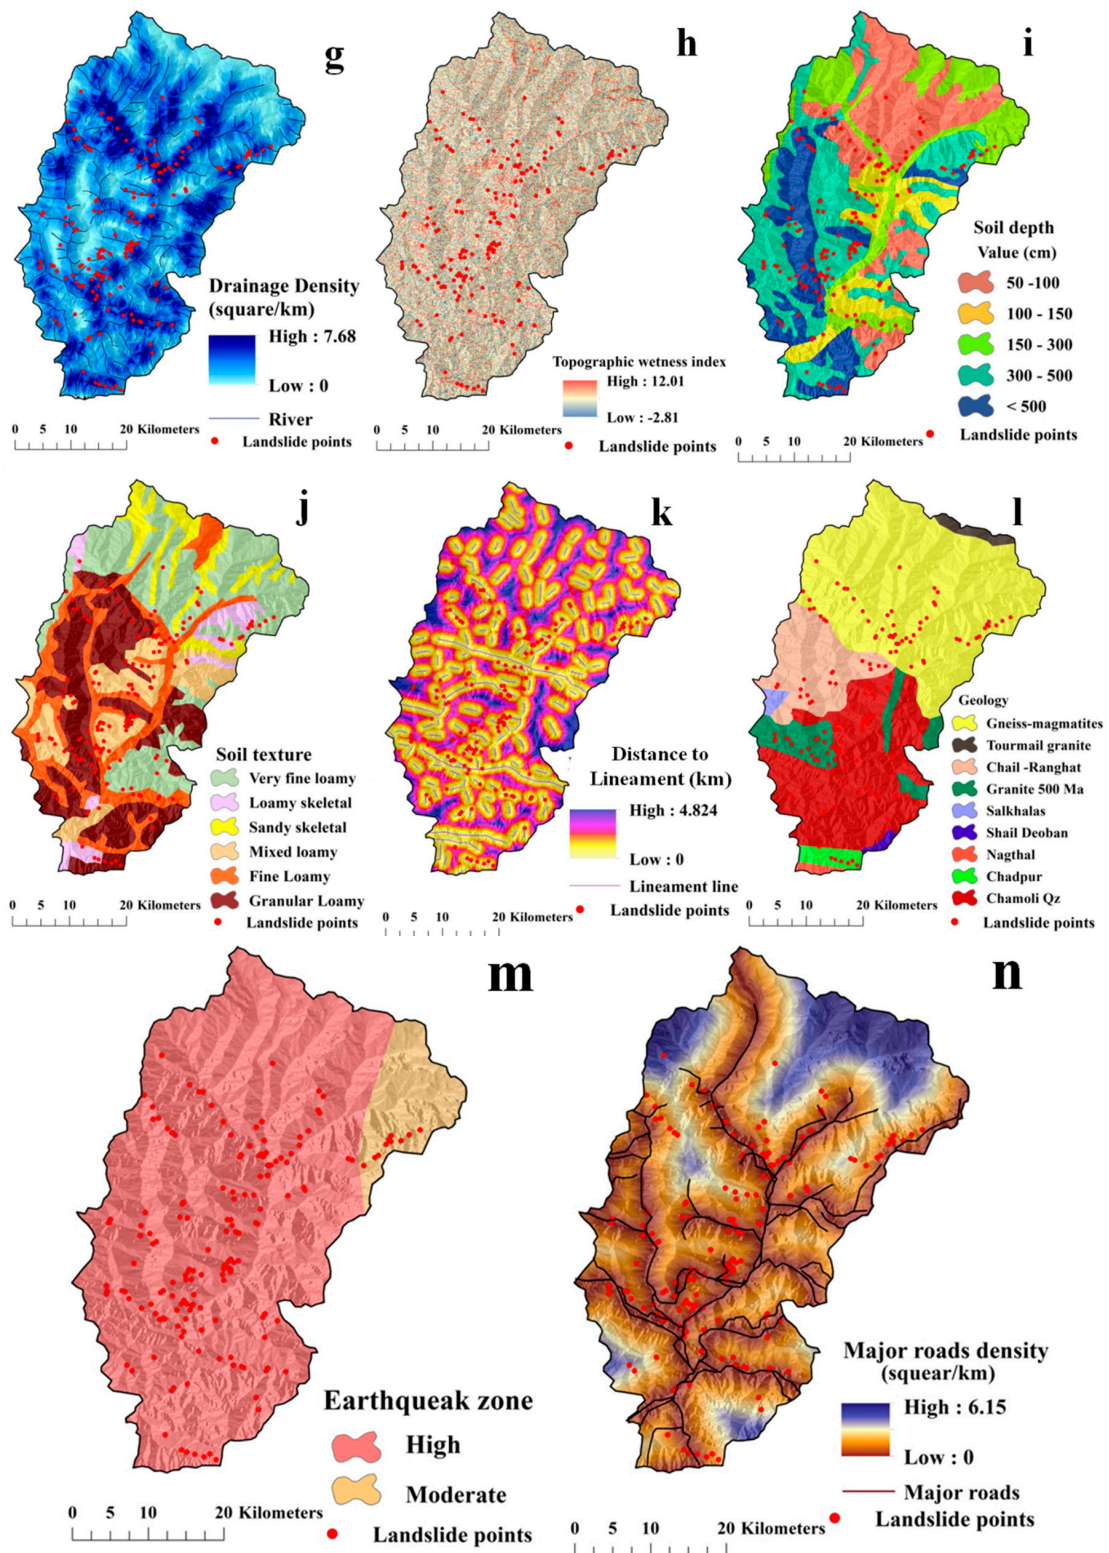 g
Drainage Density
(square/km)
High : 7.68
Low : 0
River
0 5 10 20 Kilometers
Landslide points
h
Topographic wetness index
High : 12.01
Low : -2.81
0 5 10 20 Kilometers
Landslide points
i
Soil depth
Value (cm)
50 -100
100 - 150
150 - 300
300 - 500
< 500
Landslide points
0 5 10 20 Kilometers
j
Soil texture
Very fine loamy
Loamy skeletal
Sandy skeletal
Mixed loamy
Fine Loamy
Granular Loamy
Landslide points
0 5 10 20 Kilometers
k
Distance to
Lineament (km)
High : 4.824
Low : 0
Lineament line
Landslide points
0 5 10 20 Kilometers
l
Geology
Gneiss-magmatites
Tourmail granite
Chail -Ranghat
Granite 500 Ma
Salkhalas
Shail Deoban
Nagthal
Chadpur
Chamoli Qz
Landslide points
0 5 10 20 Kilometers
m
Earthqueak zone
High
Moderate
Landslide points
0 5 10 20 Kilometers
n
Major roads density
(squear/km)
High : 6.15
Low : 0
Major roads
Landslide points
0 5 10 20 Kilometers